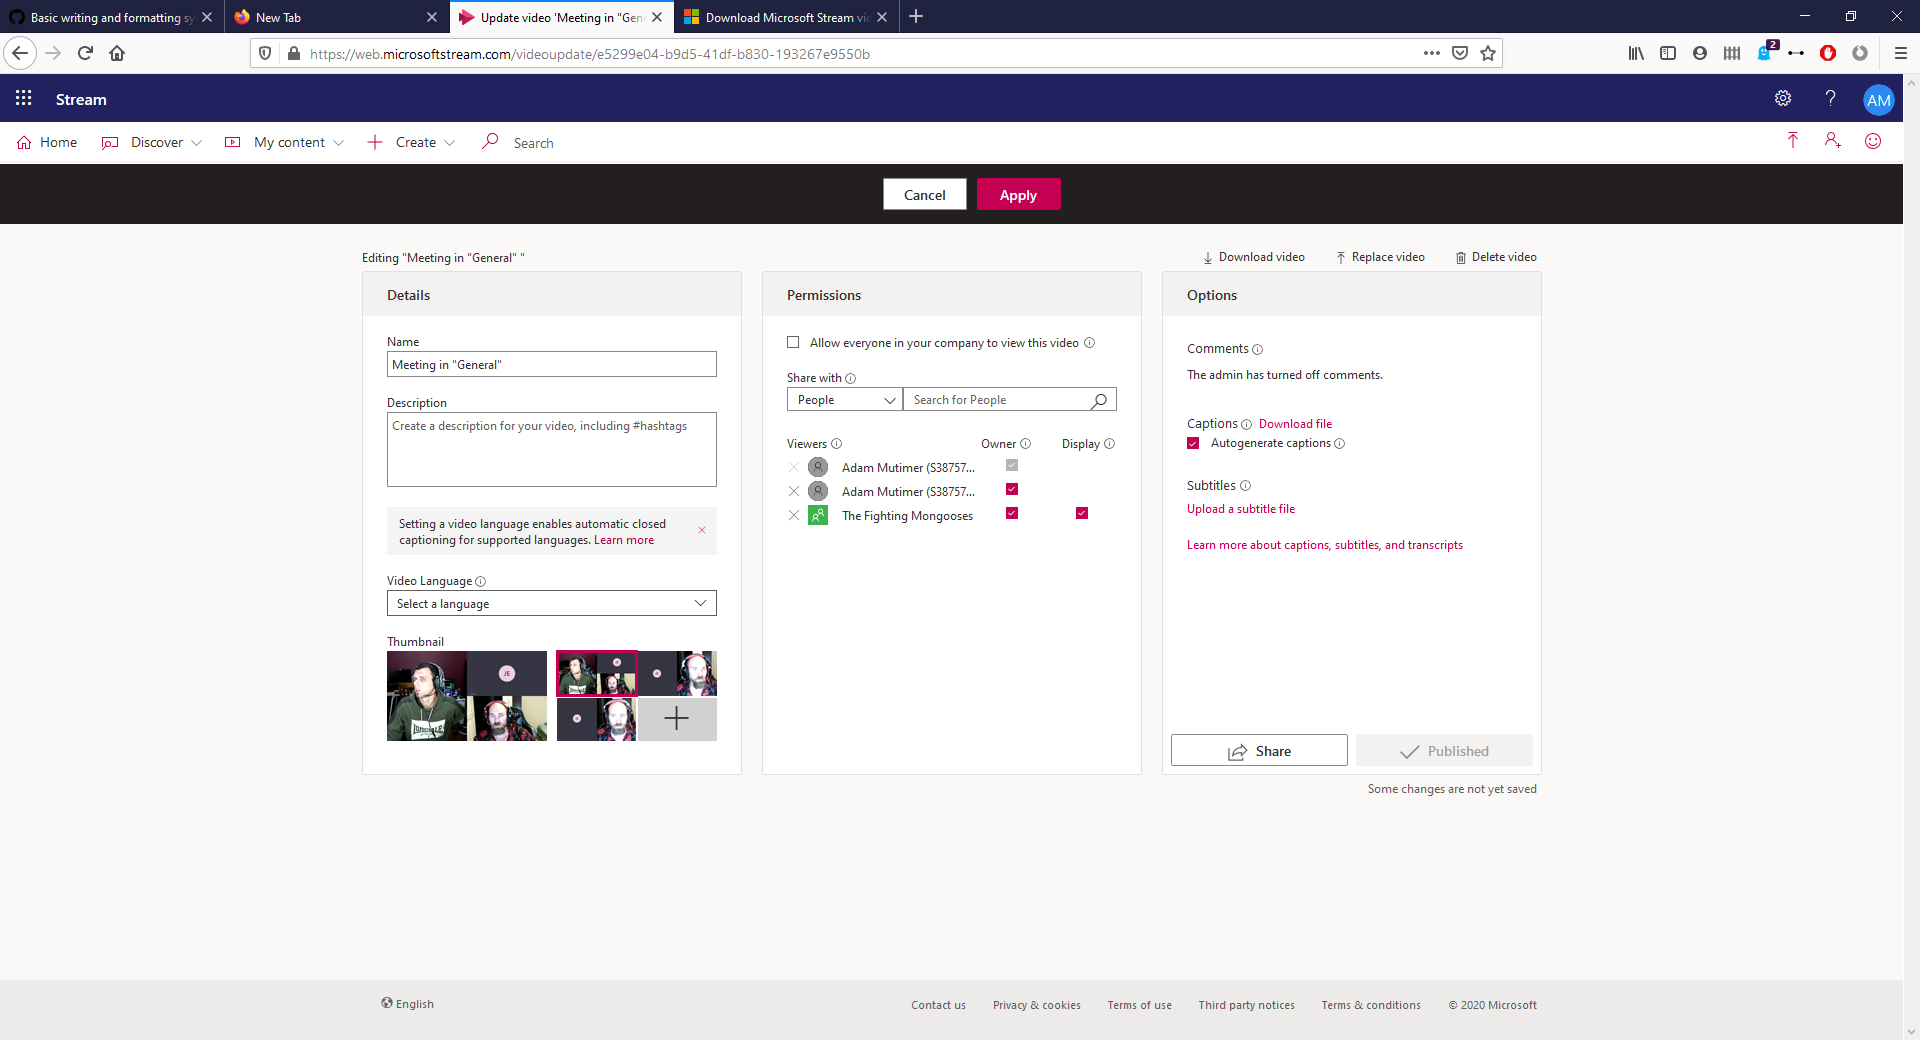 Basic writing and formatting sy
New Tab
Update video 'Meeting in "Gen
Download Microsoft Stream vi
https://web.microsoftstream.com/videoupdate/e5299e04-b9d5-41df-b830-193267e9550b
2
Stream
AM
Home
Discover
My content
Create
Search
Cancel
Apply
Editing "Meeting in "General" "
Download video
Replace video
Delete video
Details
Name
Meeting in "General"
Description
Create a description for your video, including #hashtags
Setting a video language enables automatic closed
captioning for supported languages. Learn more
Video Language
Select a language
Thumbnail
JE
Permissions
Allow everyone in your company to view this video
Share with
People
Search for People
Viewers Owner Display
Adam Mutimer (S38757...
Adam Mutimer (S38757...
The Fighting Mongooses
Options
Comments
The admin has turned off comments.
Captions Download file
Autogenerate captions
Subtitles
Upload a subtitle file
Learn more about captions, subtitles, and transcripts
Share
Published
Some changes are not yet saved
English
Contact us
Privacy & cookies
Terms of use
Third party notices
Terms & conditions
© 2020 Microsoft